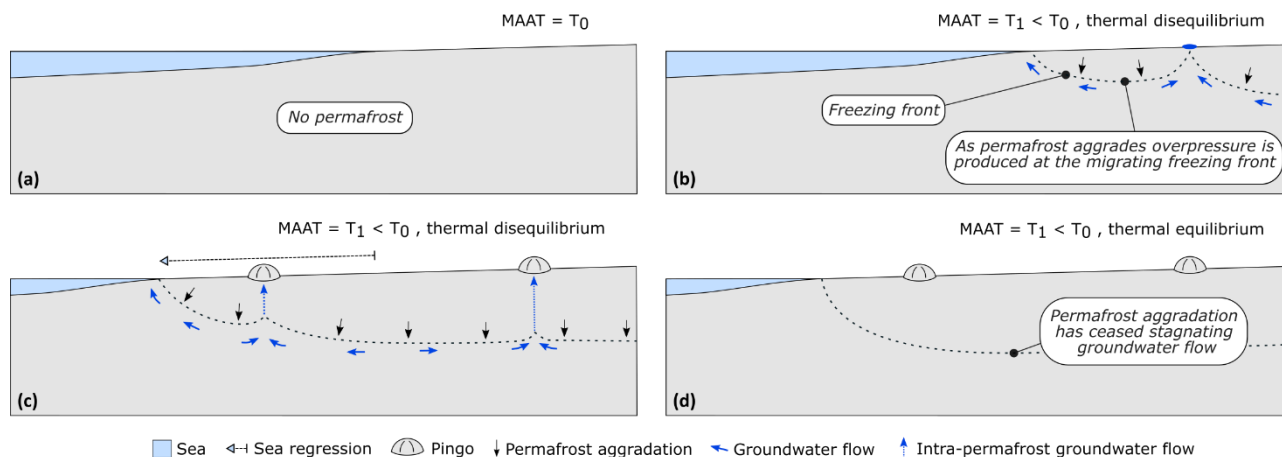 MAAT = T0
No permafrost
(a)
MAAT = T1 < T0 , thermal disequilibrium
Freezing front
As permafrost aggrades overpressure is
produced at the migrating freezing front
(b)
MAAT = T1 < T0 , thermal disequilibrium
(c)
MAAT = T1 < T0 , thermal equilibrium
Permafrost aggradation
has ceased stagnating
groundwater flow
(d)
Sea
Sea regression
Pingo
Permafrost aggradation
Groundwater flow
Intra-permafrost groundwater flow